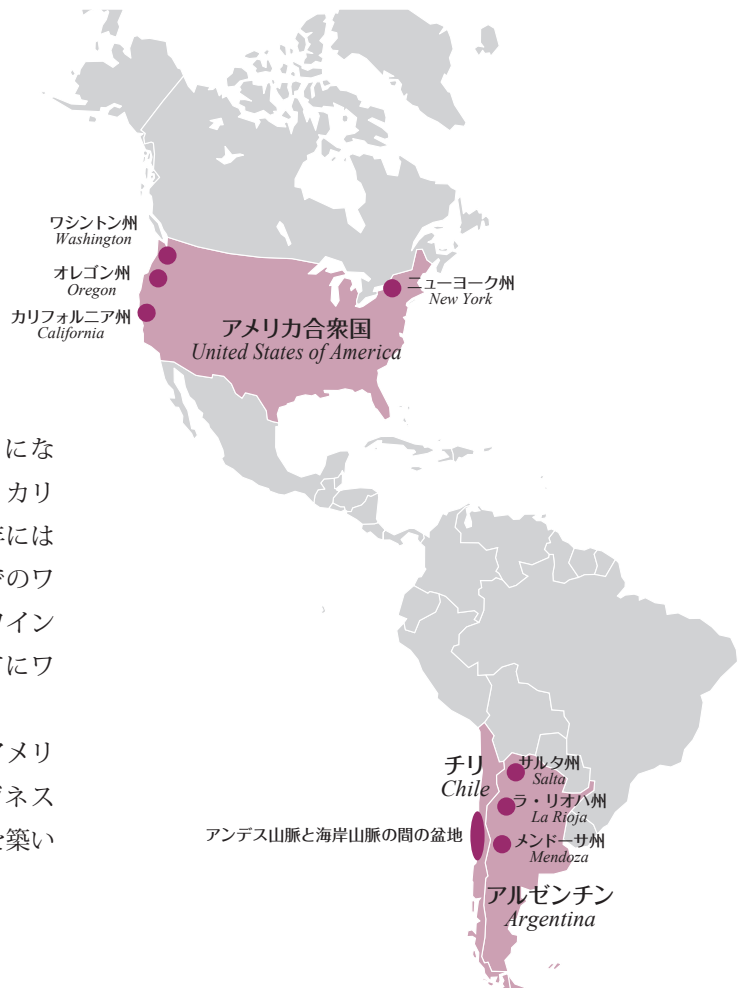 ワシントン州
Washington
オレゴン州
Oregon
カリフォルニア州
California
ニューヨーク州
New York
アメリカ合衆国
United States of America
にな
カリ
には
でのワ
ワイン
にワ
アメリ
ネス
築い
チリ
Chile
サルタ州
Salta
ラ・リオハ州
La Rioja
アンデス山脈と海岸山脈の間の盆地
メンドーサ州
Mendoza
アルゼンチン
Argentina